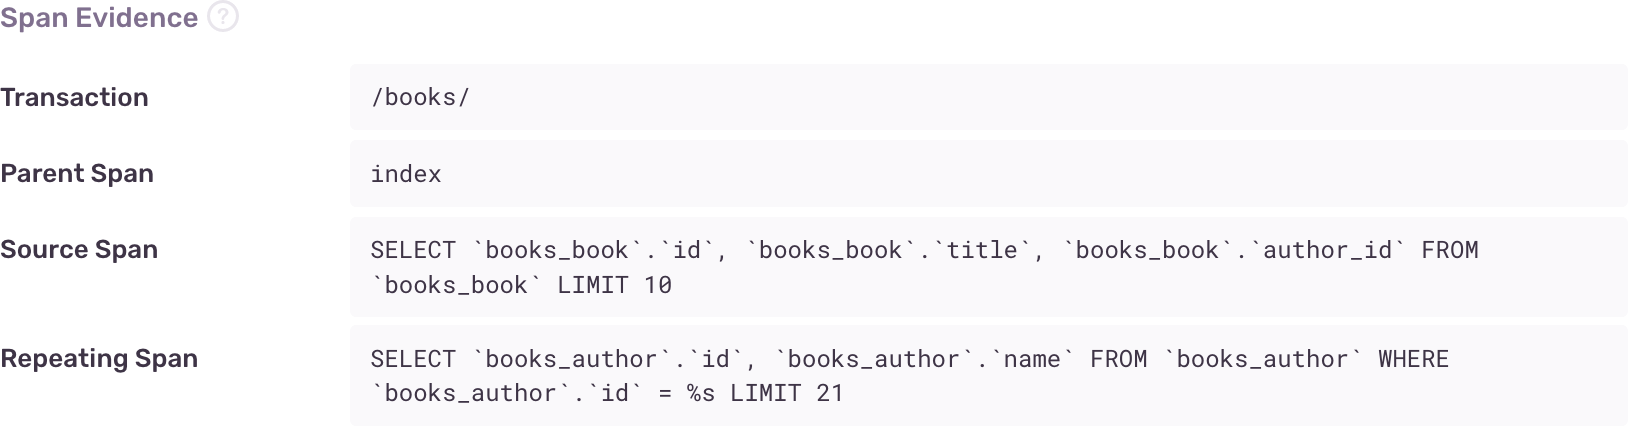 Span Evidence ?
Transaction
/books/
Parent Span
index
Source Span
SELECT `books_book`.`id`, `books_book`.`title`, `books_book`.`author_id` FROM
`books_book` LIMIT 10
Repeating Span
SELECT `books_author`.`id`, `books_author`.`name` FROM `books_author` WHERE
`books_author`.`id` = %s LIMIT 21